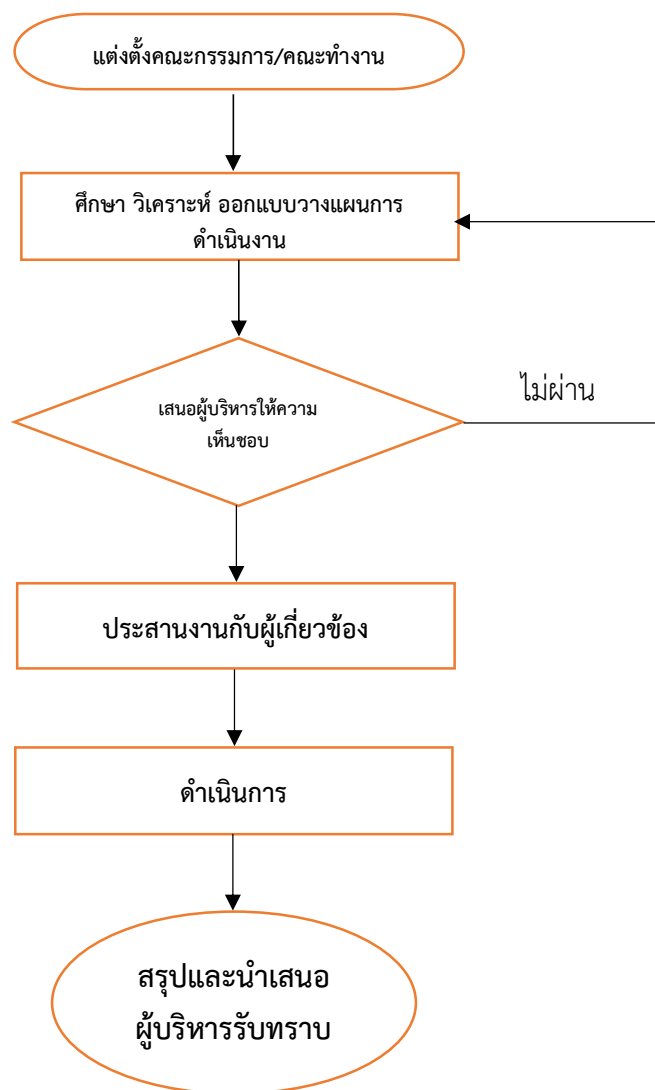 แต่งตั้งคณะกรรมการ/คณะทำงาน
ศึกษา วิเคราะห์ ออกแบบวางแผนการ
ดำเนินงาน
เสนอผู้บริหารให้ความ
เห็นชอบ
ไม่ผ่าน
ประสานงานกับผู้เกี่ยวข้อง
ดำเนินการ
สรุปและนำเสนอ
ผู้บริหารรับทราบ